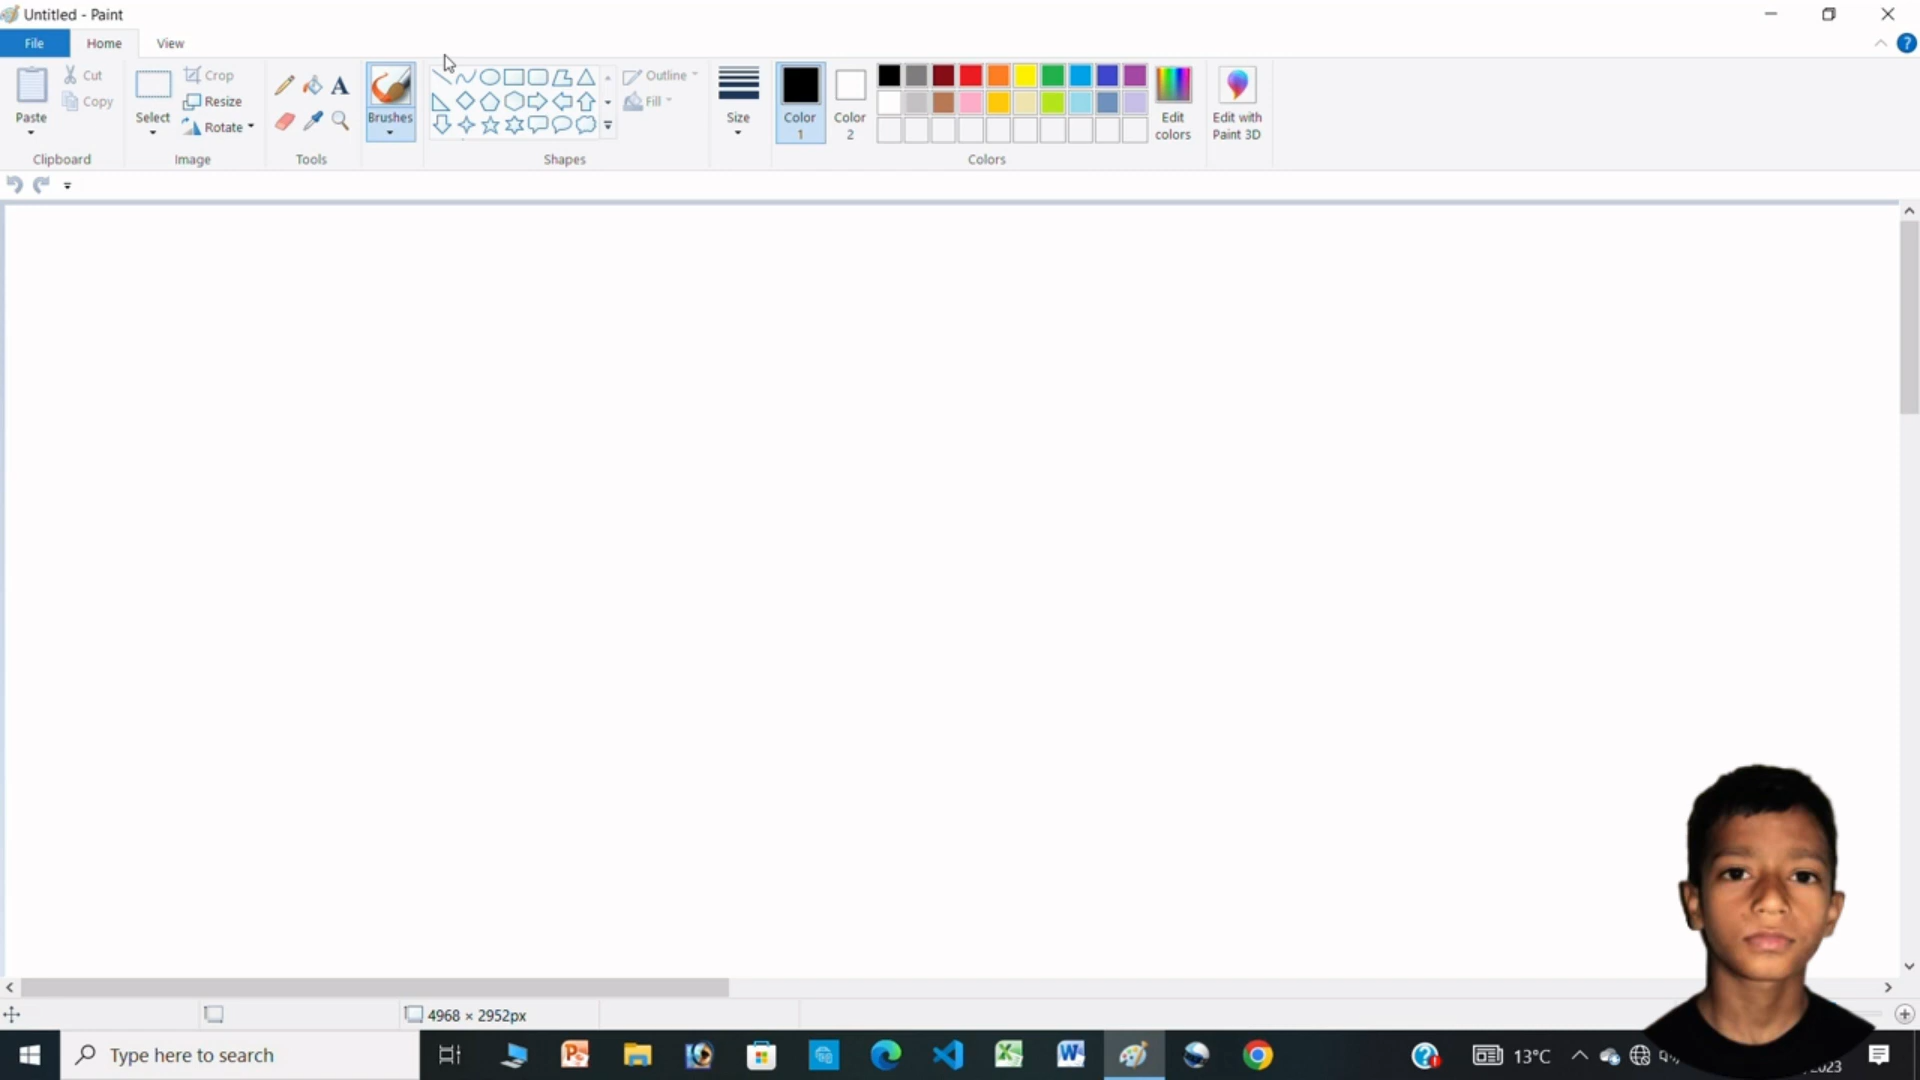 Untitled - Paint
File Home View
Paste
Cut
Copy
Clipboard
Select
Crop
Resize
Rotate
Image
A
Tools
Brushes
Outline
Fill
Shapes
Size
Color 1
Color 2
Edit colors
Colors
Edit with Paint 3D
?
4968 × 2952px
Type here to search
13°C